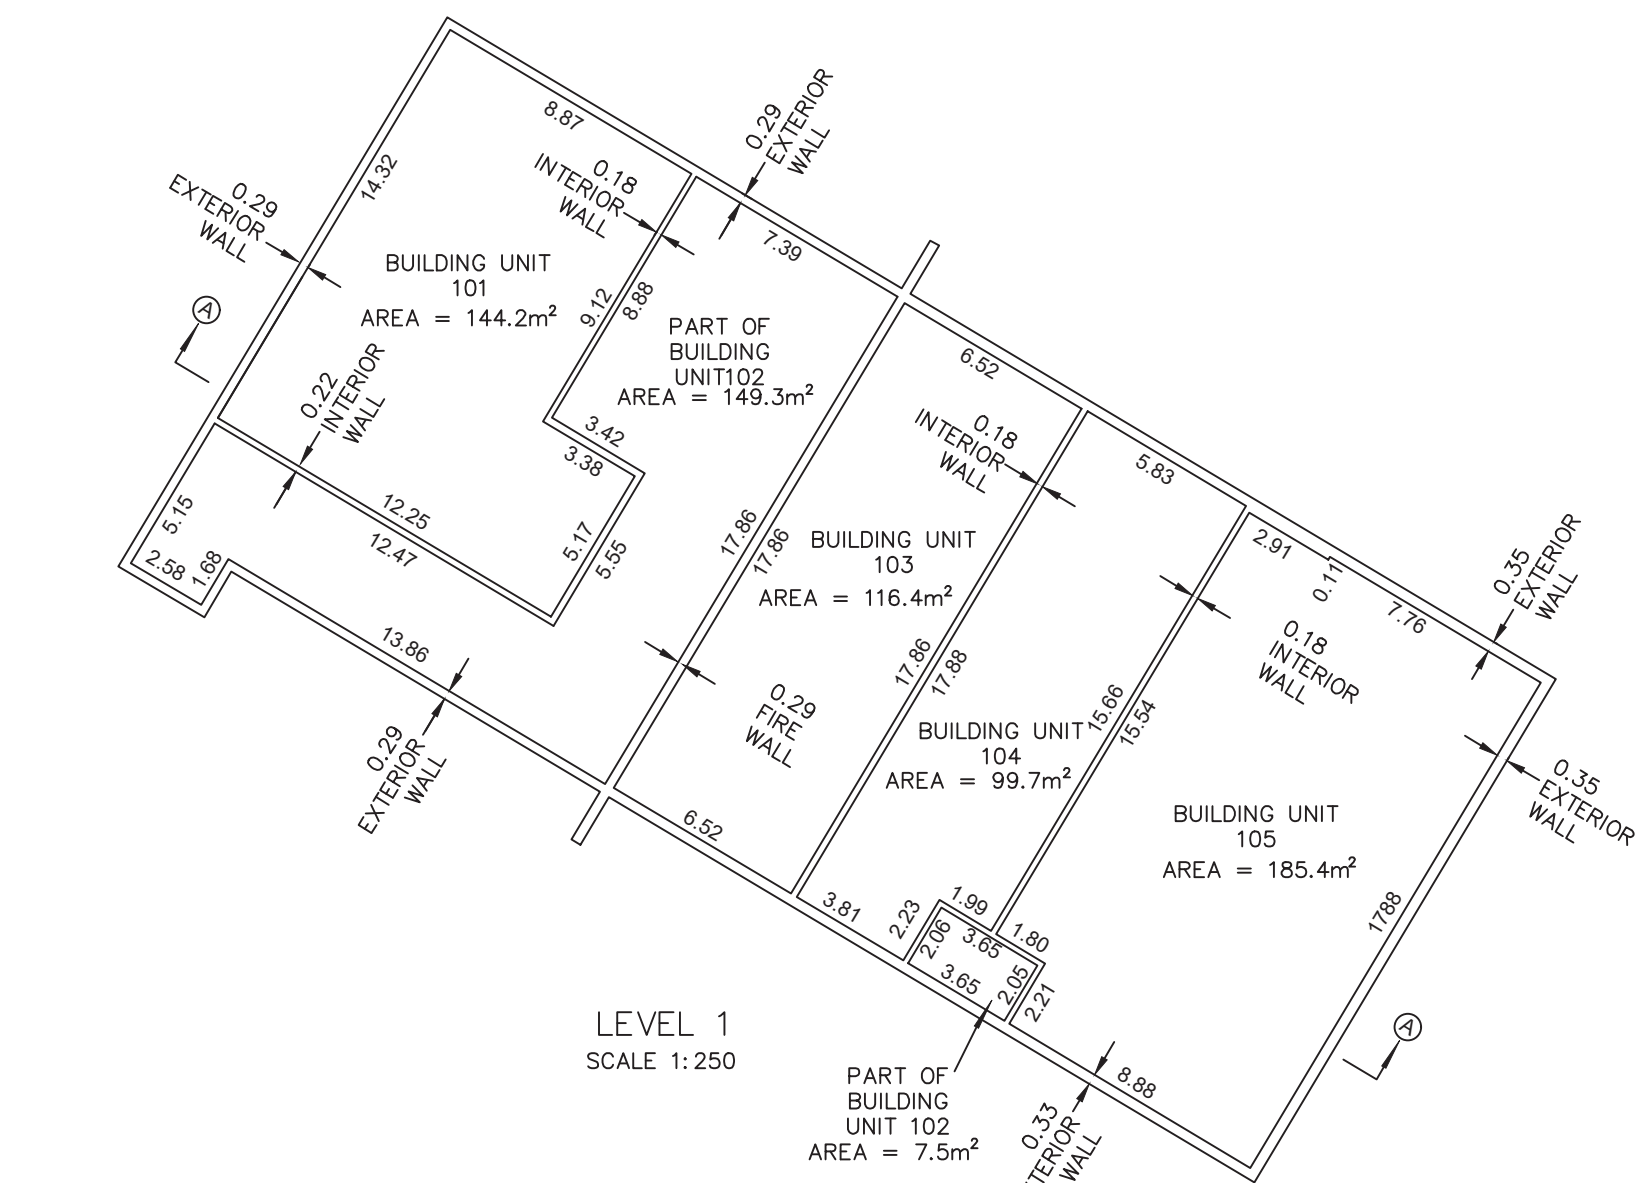 8.87
0.29
EXTERIOR
WALL
14.32
0.18
INTERIOR
WALL
0.29
EXTERIOR
WALL
7.39
BUILDING UNIT
101
AREA = 144.2m²
A
9.12
8.88
PART OF
BUILDING
UNIT102
AREA = 149.3m²
6.52
0.22
INTERIOR
WALL
3.42
3.38
0.18
INTERIOR
WALL
5.83
5.15
12.25
12.47
5.17
5.55
17.86
17.86
BUILDING UNIT
103
AREA = 116.4m²
2.91
0.11
7.76
0.35
EXTERIOR
WALL
2.58
1.68
13.86
0.18
INTERIOR
WALL
17.86
17.88
0.29
FIRE
WALL
15.66
15.54
BUILDING UNIT
104
AREA = 99.7m²
0.29
EXTERIOR
WALL
0.35
EXTERIOR
WALL
BUILDING UNIT
105
AREA = 185.4m²
6.52
3.81
2.23
1.99
2.06
3.65
1.80
3.65
2.05
2.21
1788
LEVEL 1
SCALE 1:250
A
PART OF
BUILDING
UNIT 102
AREA = 7.5m²
8.88
0.33
TERIOR
WALL